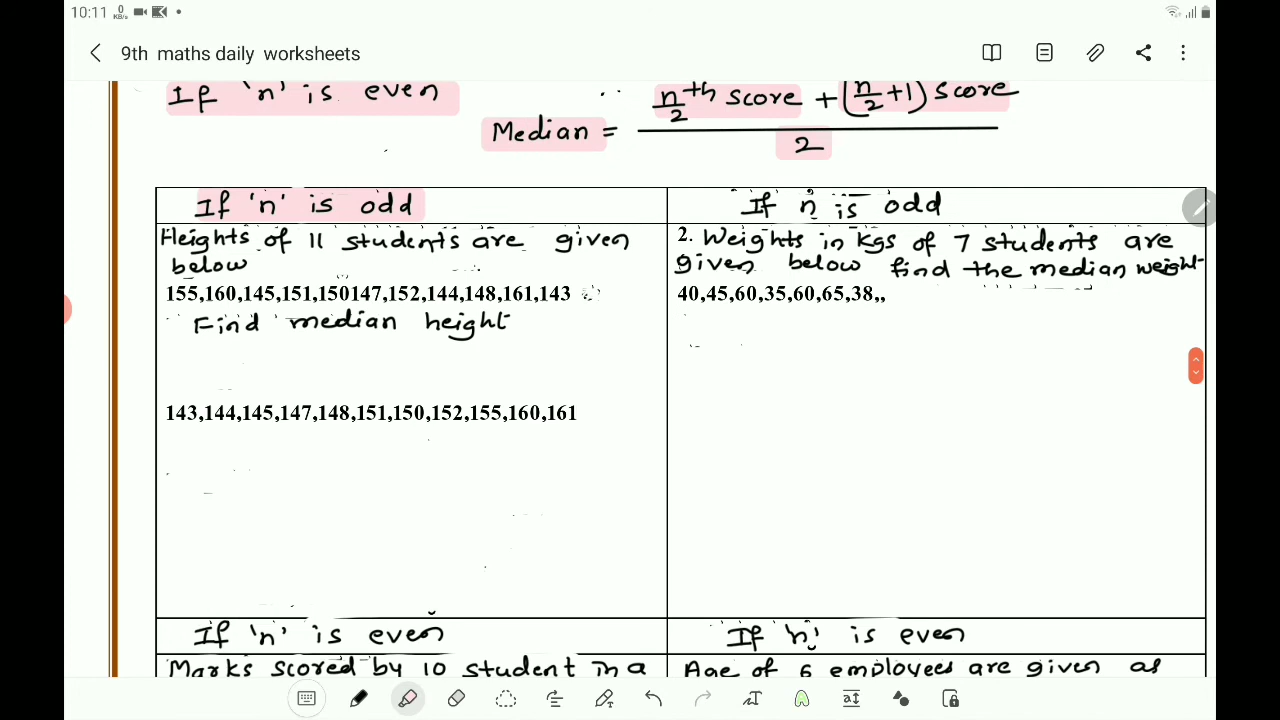 10:11 0 KB/s
9th maths daily worksheets
If 'n' is even
n/2 th score + (n/2 +1) score
Median =
2
If 'n' is odd
Heights of 11 students are given
below
155,160,145,151,150147,152,144,148,161,143
Find median height
143,144,145,147,148,151,150,152,155,160,161
If n is odd
2. Weights in kgs of 7 students are
given below find the median weight
40,45,60,35,60,65,38,,
If 'n' is even
Marks scored by 10 student in a
If 'n' is even
Age of 6 employees are given as